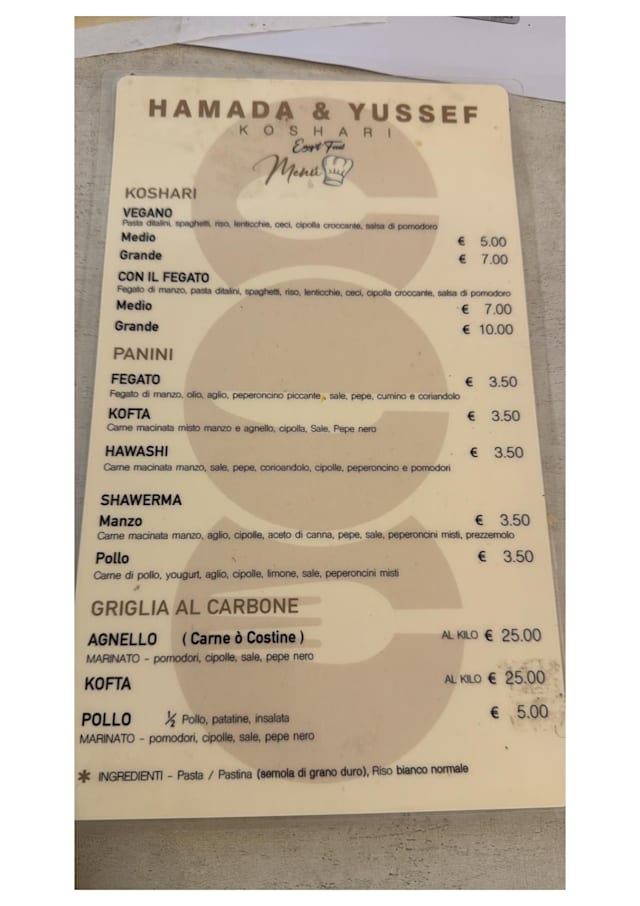 HAMADA & YUSSEF
KOSHARI
Egypt Food
Menù
KOSHARI
VEGANO
Pasta ditalini, spaghetti, riso, lenticchie, ceci, cipolla croccante, salsa di pomodoro
Medio € 5.00
Grande € 7.00
CON IL FEGATO
Fegato di manzo, pasta ditalini, spaghetti, riso, lenticchie, ceci, cipolla croccante, salsa di pomodoro
Medio € 7.00
Grande € 10.00
PANINI
FEGATO € 3.50
Fegato di manzo, olio, aglio, peperoncino piccante, sale, pepe, cumino e coriandolo
KOFTA € 3.50
Carne macinata misto manzo e agnello, cipolla, Sale, Pepe nero
HAWASHI € 3.50
Carne macinata manzo, sale, pepe, corioandolo, cipolle, peperoncino e pomodori
SHAWERMA
Manzo € 3.50
Carne macinata manzo, aglio, cipolle, aceto di canna, pepe, sale, peperoncini misti, prezzemolo
Pollo € 3.50
Carne di pollo, yougurt, aglio, cipolle, limone, sale, peperoncini misti
GRIGLIA AL CARBONE
AGNELLO (Carne ò Costine) AL KILO € 25.00
MARINATO - pomodori, cipolle, sale, pepe nero
KOFTA AL KILO € 25.00
POLLO ½ Pollo, patatine, insalata € 5.00
MARINATO - pomodori, cipolle, sale, pepe nero
* INGREDIENTI - Pasta / Pastina (semola di grano duro), Riso bianco normale